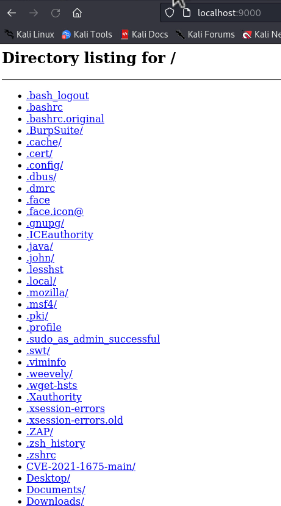 localhost:9000
Kali Linux Kali Tools Kali Docs Kali Forums Kali Ne
Directory listing for /
.bash_logout
.bashrc
.bashrc.original
.BurpSuite/
.cache/
.cert/
.config/
.dbus/
.dmrc
.face
.face.icon@
.gnupg/
.ICEauthority
.java/
.john/
.lesshst
.local/
.mozilla/
.msf4/
.pki/
.profile
.sudo_as_admin_successful
.swt/
.viminfo
.weevely/
.wget-hsts
.Xauthority
.xsession-errors
.xsession-errors.old
.ZAP/
.zsh_history
.zshrc
CVE-2021-1675-main/
Desktop/
Documents/
Downloads/